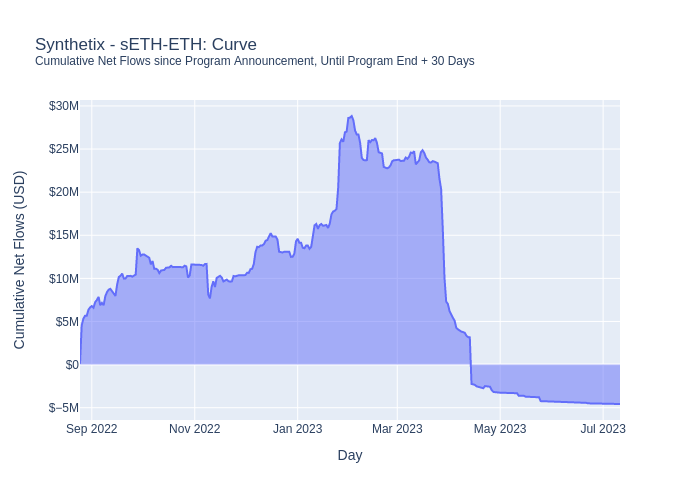 Synthetix - sETH-ETH: Curve
Cumulative Net Flows since Program Announcement, Until Program End + 30 Days
Cumulative Net Flows (USD)
$30M
$25M
$20M
$15M
$10M
$5M
$0
$−5M
Sep 2022 Nov 2022 Jan 2023 Mar 2023 May 2023 Jul 2023
Day